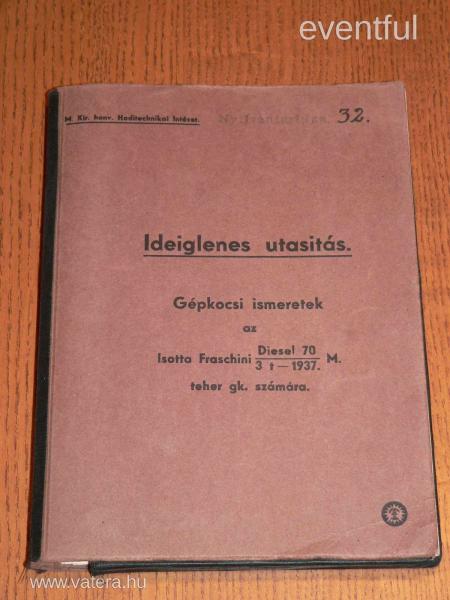 eventful
M. Kir. honv. Haditechnikai Intézet.
Nyilvántartása. 32.
Ideiglenes utasitás.
Gépkocsi ismeretek
az
Isotta Fraschini Diesel 70 / 3 t — 1937. M.
teher gk. számára.
www.vatera.hu